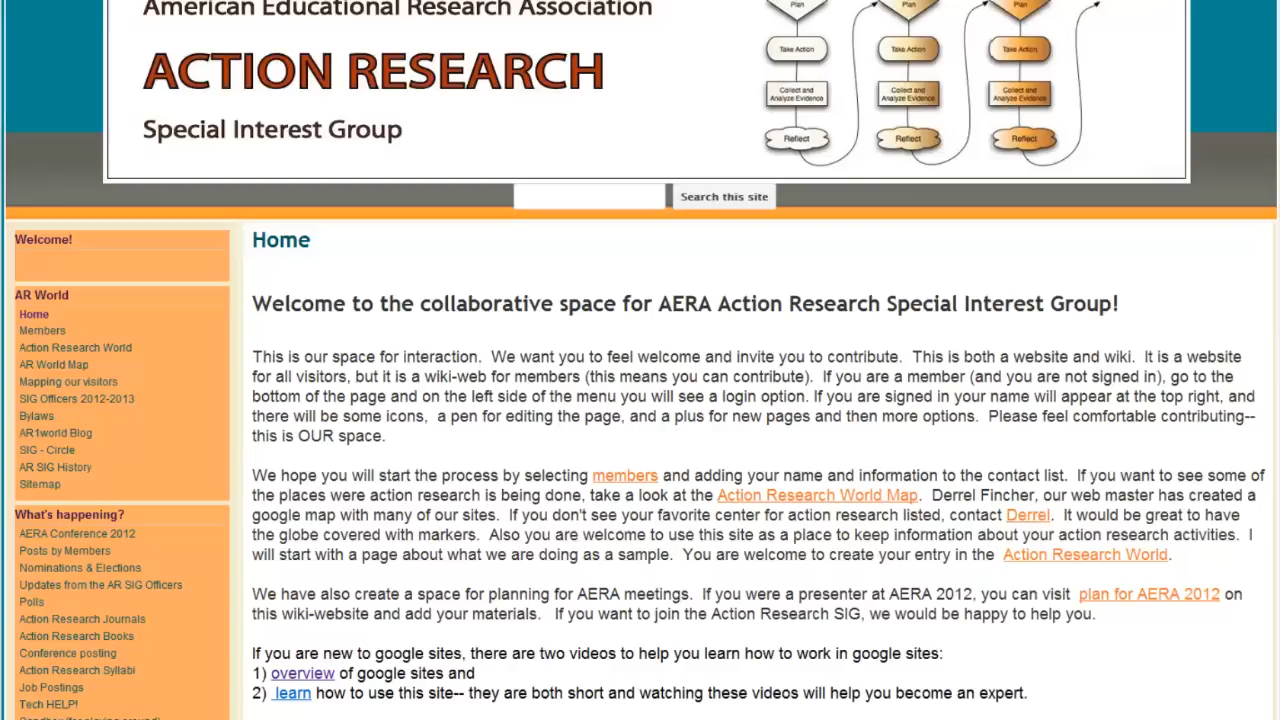 American Educational Research Association
ACTION RESEARCH
Special Interest Group
Plan
Plan
Plan
Take Action
Take Action
Take Action
Collect and
Analyze Evidence
Collect and
Analyze Evidence
Collect and
Analyze Evidence
Reflect
Reflect
Reflect
Search this site
Welcome!
AR World
Home
Members
Action Research World
AR World Map
Mapping our visitors
SIG Officers 2012-2013
Bylaws
AR1world Blog
SIG - Circle
AR SIG History
Sitemap
What's happening?
AERA Conference 2012
Posts by Members
Nominations & Elections
Updates from the AR SIG Officers
Polls
Action Research Journals
Action Research Books
Conference posting
Action Research Syllabi
Job Postings
Tech HELP!
Sandbox (for playing around)
Home
Welcome to the collaborative space for AERA Action Research Special Interest Group!
This is our space for interaction.  We want you to feel welcome and invite you to contribute.  This is both a website and wiki.  It is a website
for all visitors, but it is a wiki-web for members (this means you can contribute).  If you are a member (and you are not signed in), go to the
bottom of the page and on the left side of the menu you will see a login option. If you are signed in your name will appear at the top right, and
there will be some icons,  a pen for editing the page, and a plus for new pages and then more options.  Please feel comfortable contributing--
this is OUR space.
We hope you will start the process by selecting members and adding your name and information to the contact list.  If you want to see some of
the places were action research is being done, take a look at the Action Research World Map.  Derrel Fincher, our web master has created a
google map with many of our sites.  If you don't see your favorite center for action research listed, contact Derrel.  It would be great to have
the globe covered with markers.  Also you are welcome to use this site as a place to keep information about your action research activities.  I
will start with a page about what we are doing as a sample.  You are welcome to create your entry in the  Action Research World.
We have also create a space for planning for AERA meetings.  If you were a presenter at AERA 2012, you can visit  plan for AERA 2012 on
this wiki-website and add your materials.   If you want to join the Action Research SIG, we would be happy to help you.
If you are new to google sites, there are two videos to help you learn how to work in google sites:
1) overview of google sites and
2)  learn how to use this site-- they are both short and watching these videos will help you become an expert.